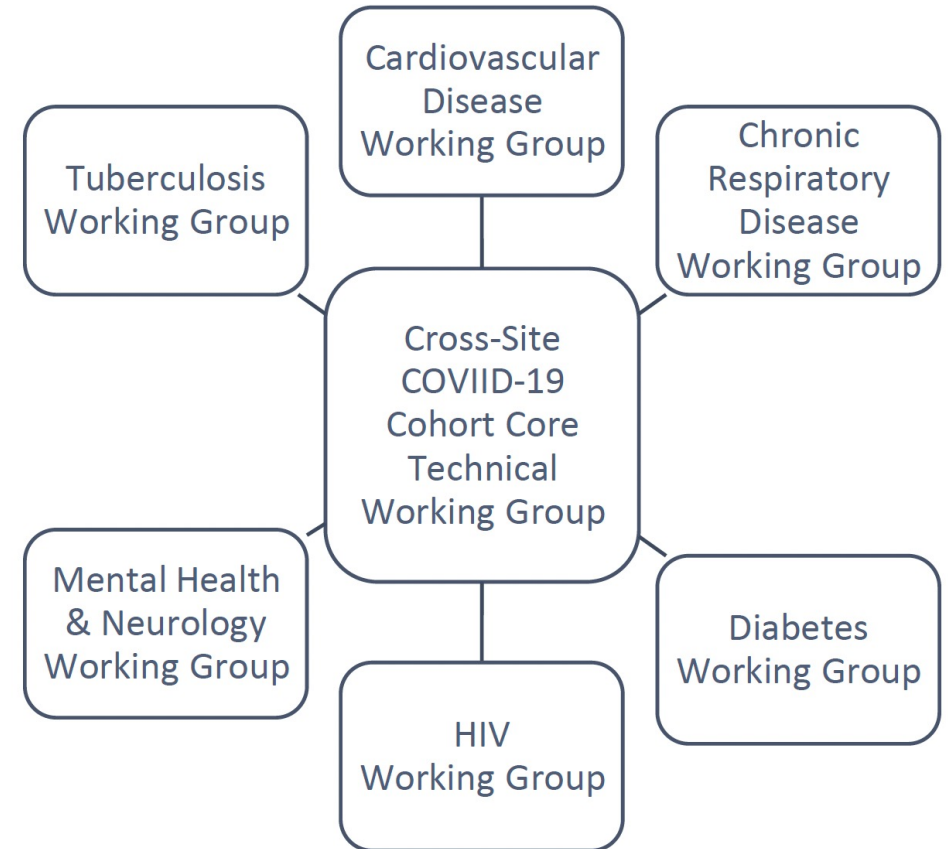 Cardiovascular
Disease
Working Group
Tuberculosis
Working Group
Chronic
Respiratory
Disease
Working Group
Cross-Site
COVIID-19
Cohort Core
Technical
Working Group
Mental Health
& Neurology
Working Group
Diabetes
Working Group
HIV
Working Group